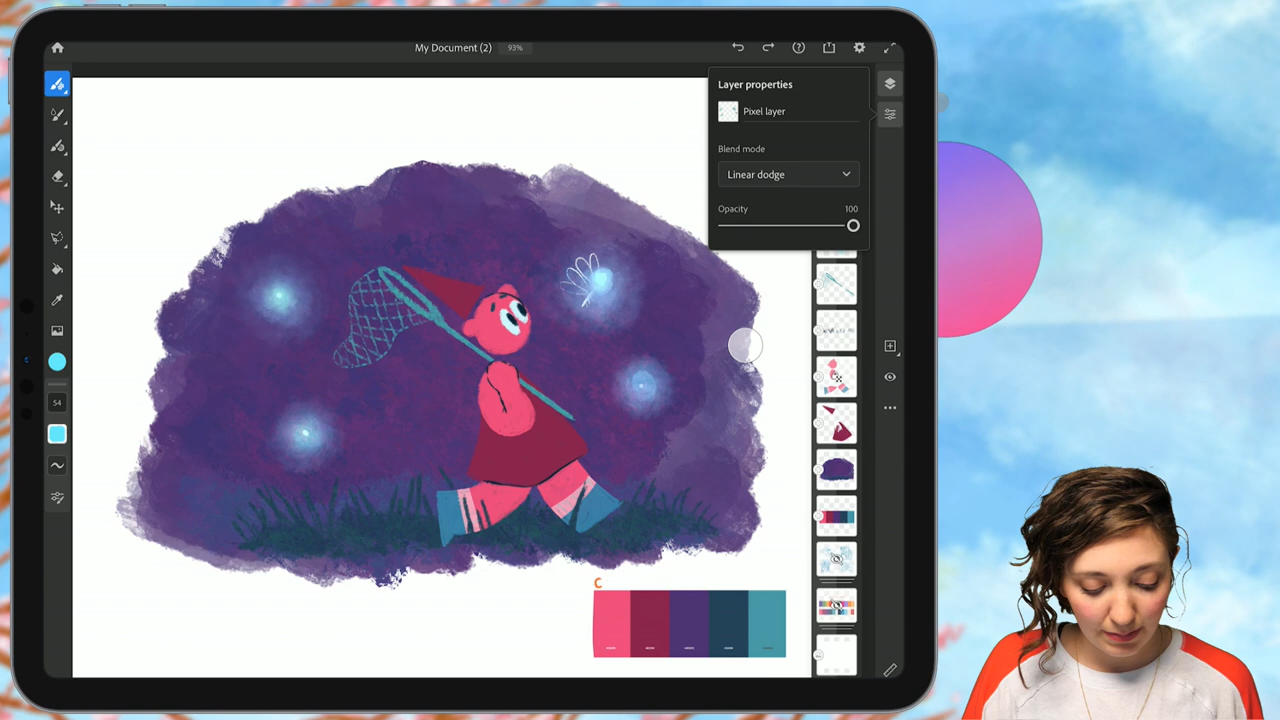 My Document (2) 93%
Layer properties
Pixel layer
Blend mode
Linear dodge
Opacity 100
54
C